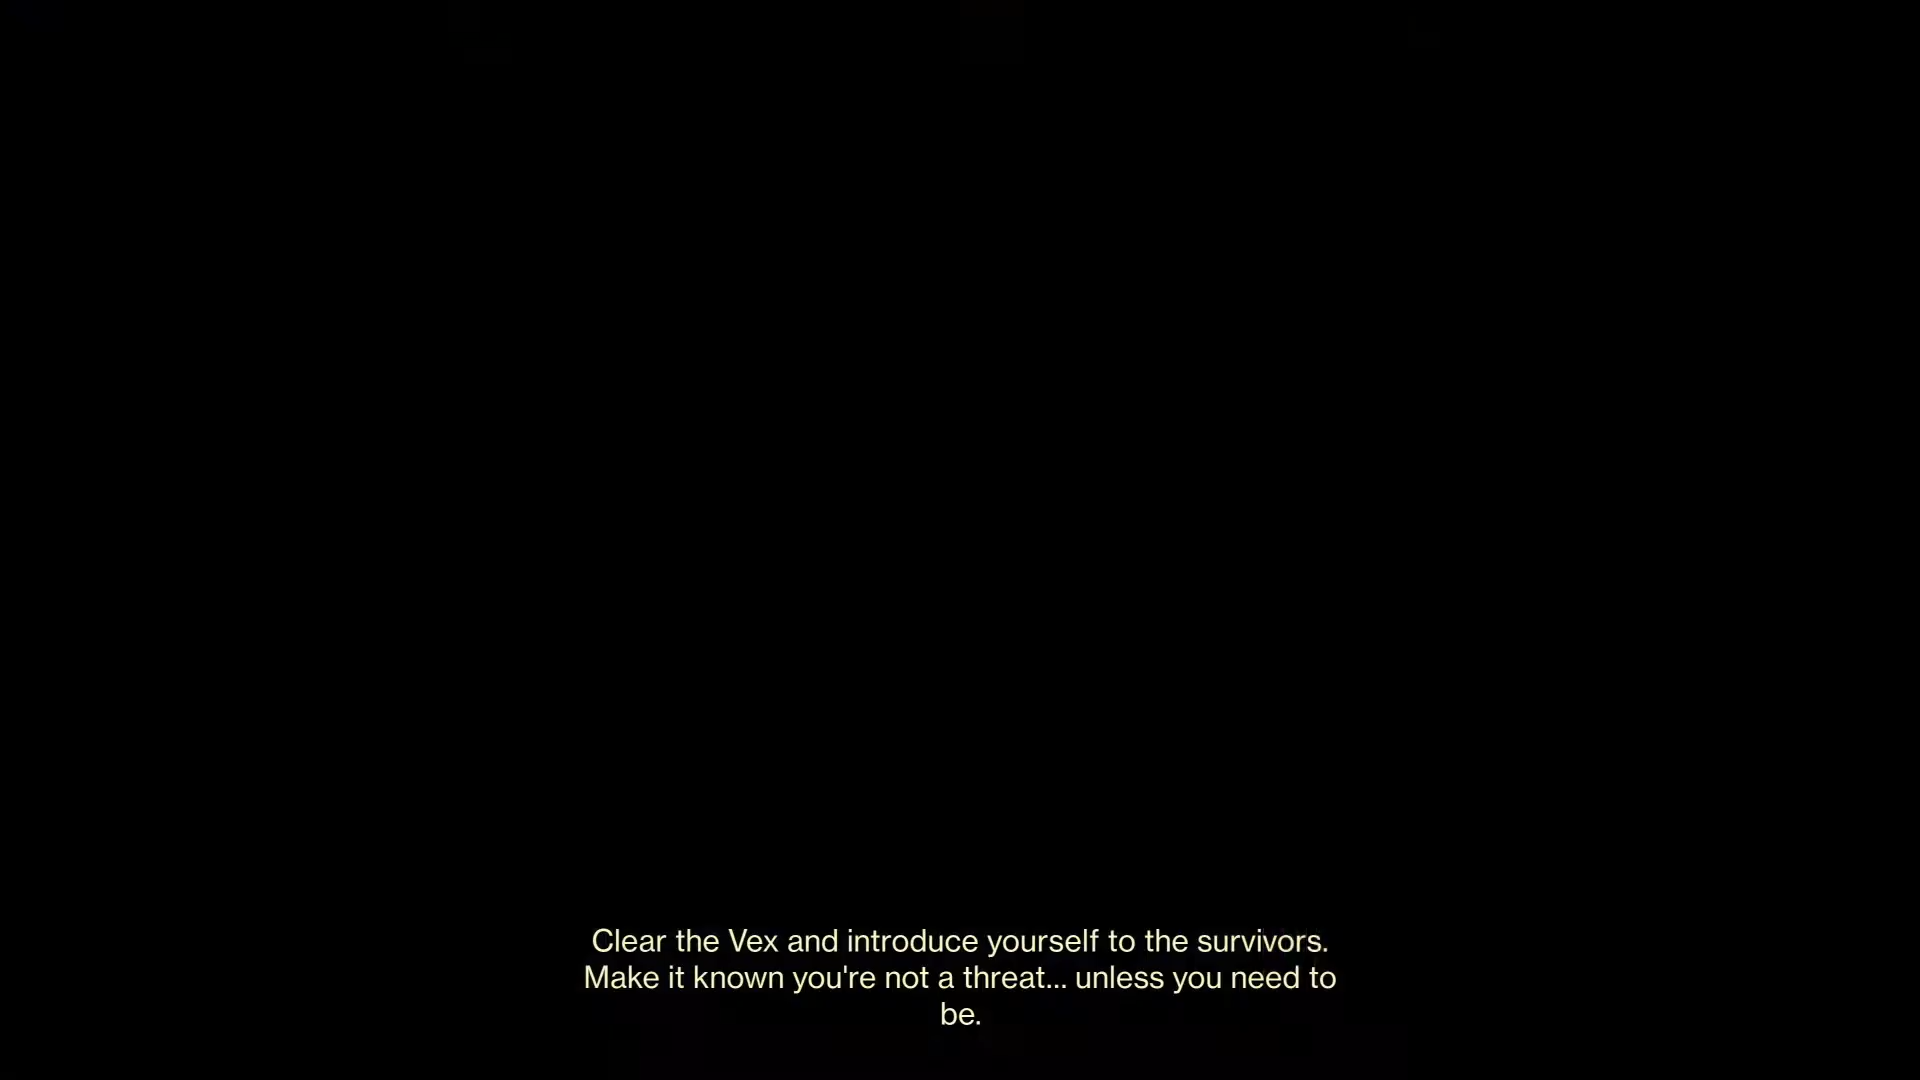 Clear the Vex and introduce yourself to the survivors.
Make it known you're not a threat... unless you need to
be.